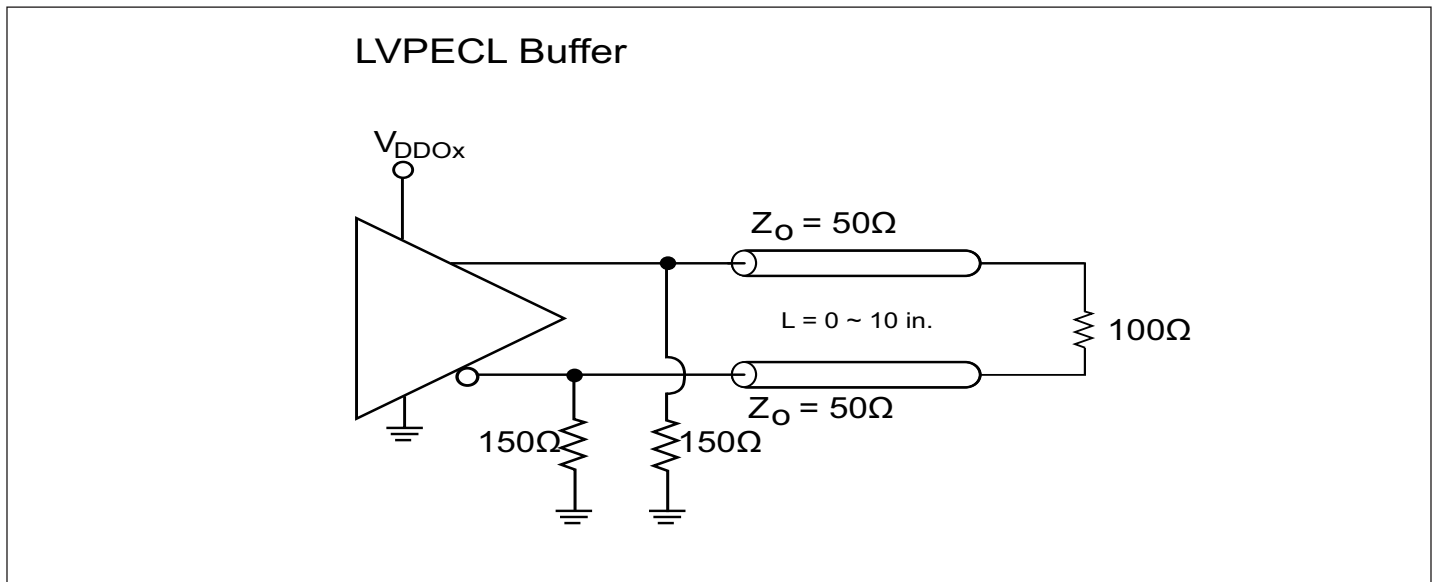 LVPECL Buffer
VDDOx
ZO = 50Ω
L = 0 ~ 10 in.
100Ω
ZO = 50Ω
150Ω
150Ω